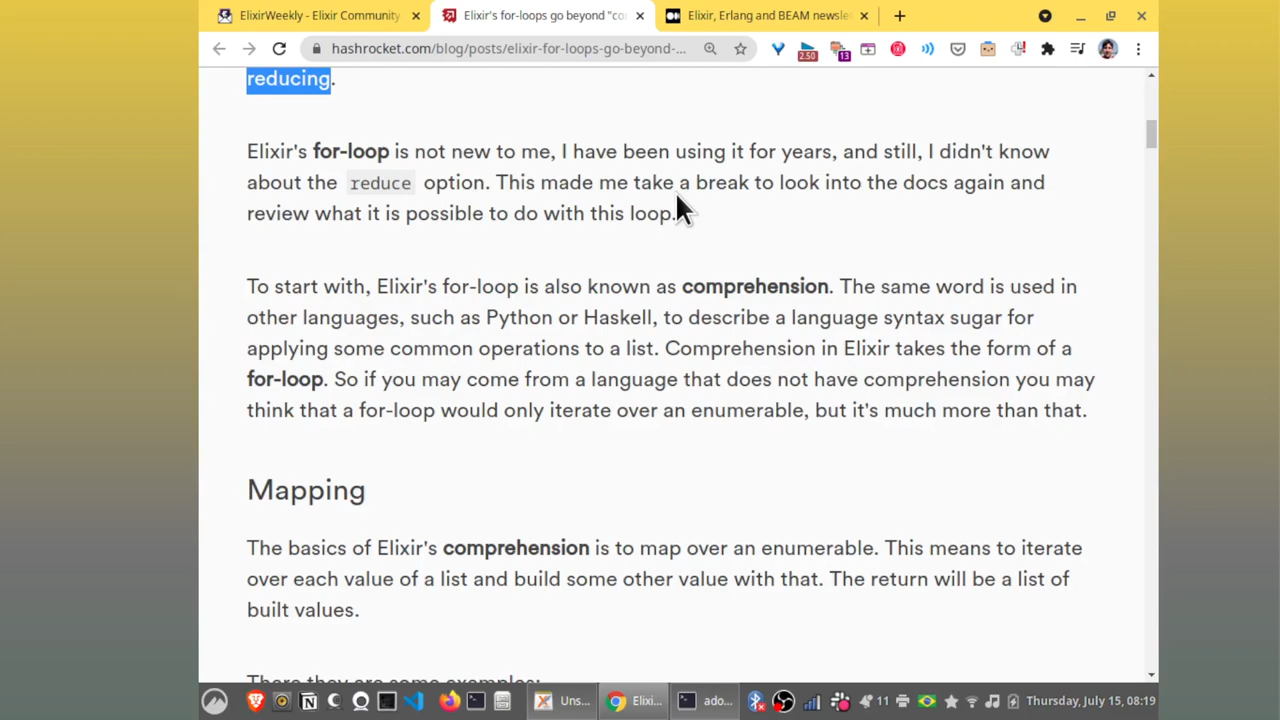 ElixirWeekly - Elixir Community
Elixir's for-loops go beyond "co
Elixir, Erlang and BEAM newsle
hashrocket.com/blog/posts/elixir-for-loops-go-beyond-...
2.50
13
reducing.
Elixir's for-loop is not new to me, I have been using it for years, and still, I didn't know
about the reduce option. This made me take a break to look into the docs again and
review what it is possible to do with this loop.
To start with, Elixir's for-loop is also known as comprehension. The same word is used in
other languages, such as Python or Haskell, to describe a language syntax sugar for
applying some common operations to a list. Comprehension in Elixir takes the form of a
for-loop. So if you may come from a language that does not have comprehension you may
think that a for-loop would only iterate over an enumerable, but it's much more than that.
Mapping
The basics of Elixir's comprehension is to map over an enumerable. This means to iterate
over each value of a list and build some other value with that. The return will be a list of
built values.
There they are some examples:
Uns...
Elixi...
ado...
11
Thursday, July 15, 08:19